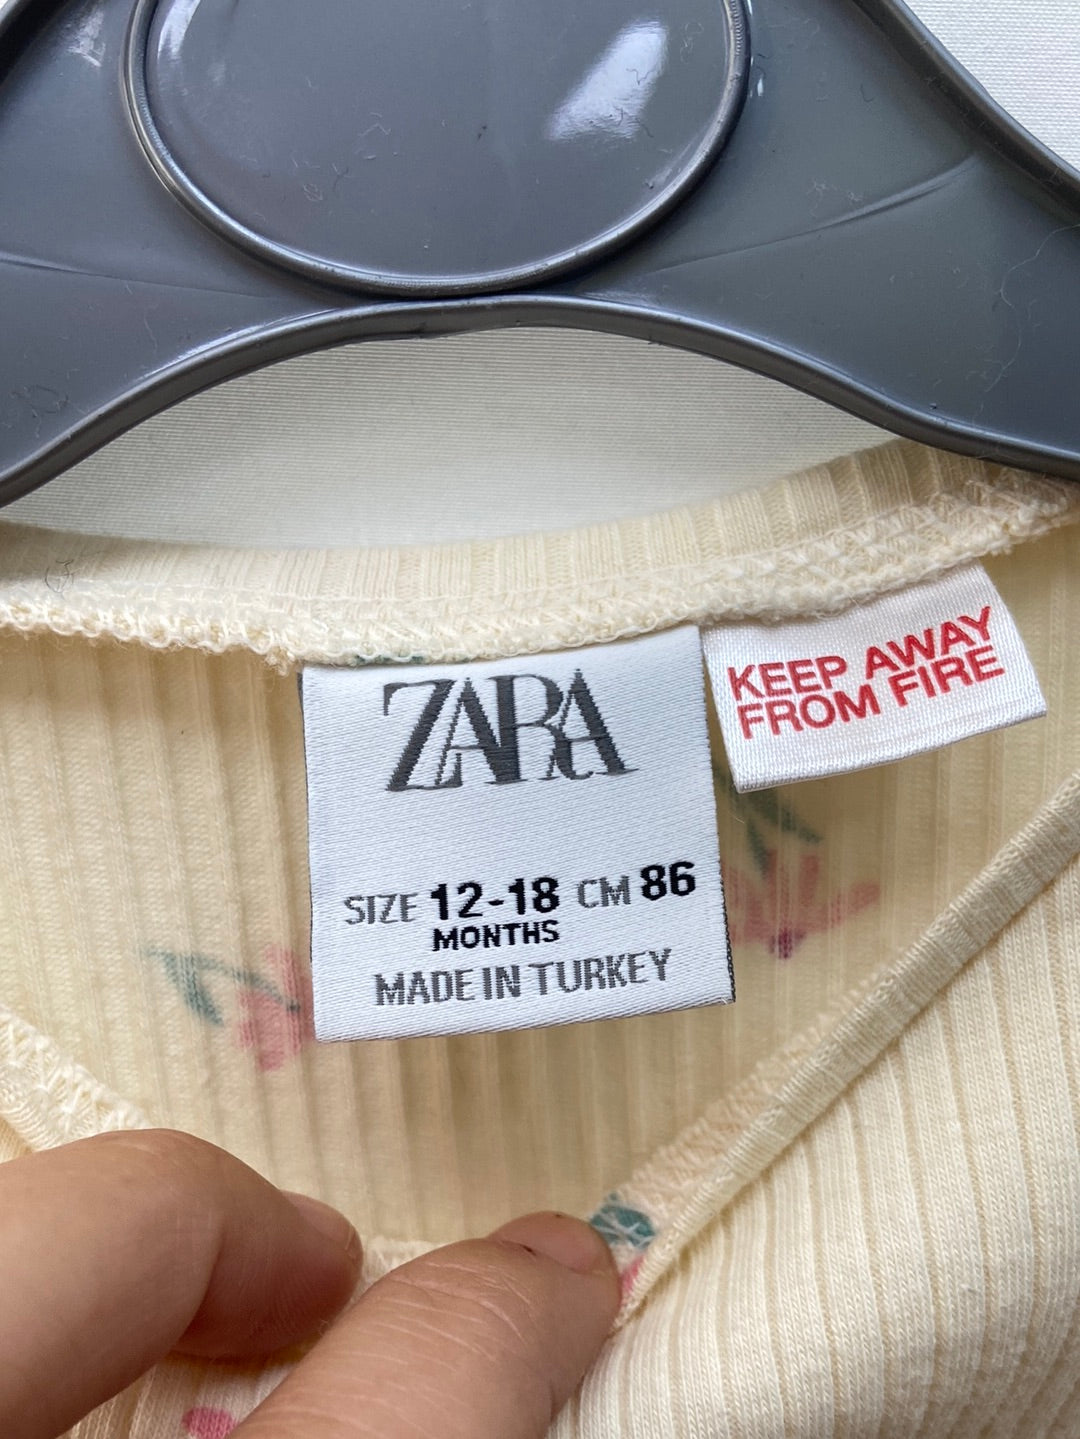 ZARA
SIZE 12-18 CM 86
MONTHS
MADE IN TURKEY
KEEP AWAY
FROM FIRE